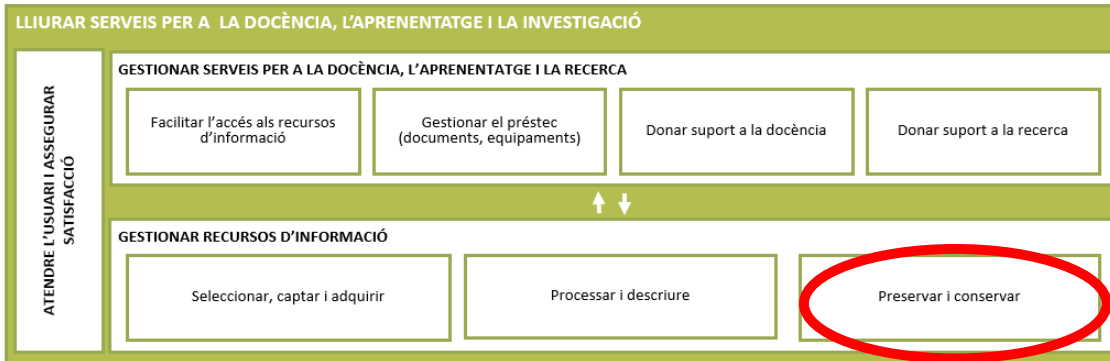 LLIURAR SERVEIS PER A LA DOCÈNCIA, L'APRENENTATGE I LA INVESTIGACIÓ
ATENDRE L'USUARI I ASSEGURAR
SATISFACCIÓ
GESTIONAR SERVEIS PER A LA DOCÈNCIA, L'APRENENTATGE I LA RECERCA
Facilitar l'accés als recursos
d'informació
Gestionar el préstec
(documents, equipaments)
Donar suport a la docència
Donar suport a la recerca
GESTIONAR RECURSOS D'INFORMACIÓ
Seleccionar, captar i adquirir
Processar i descriure
Preservar i conservar